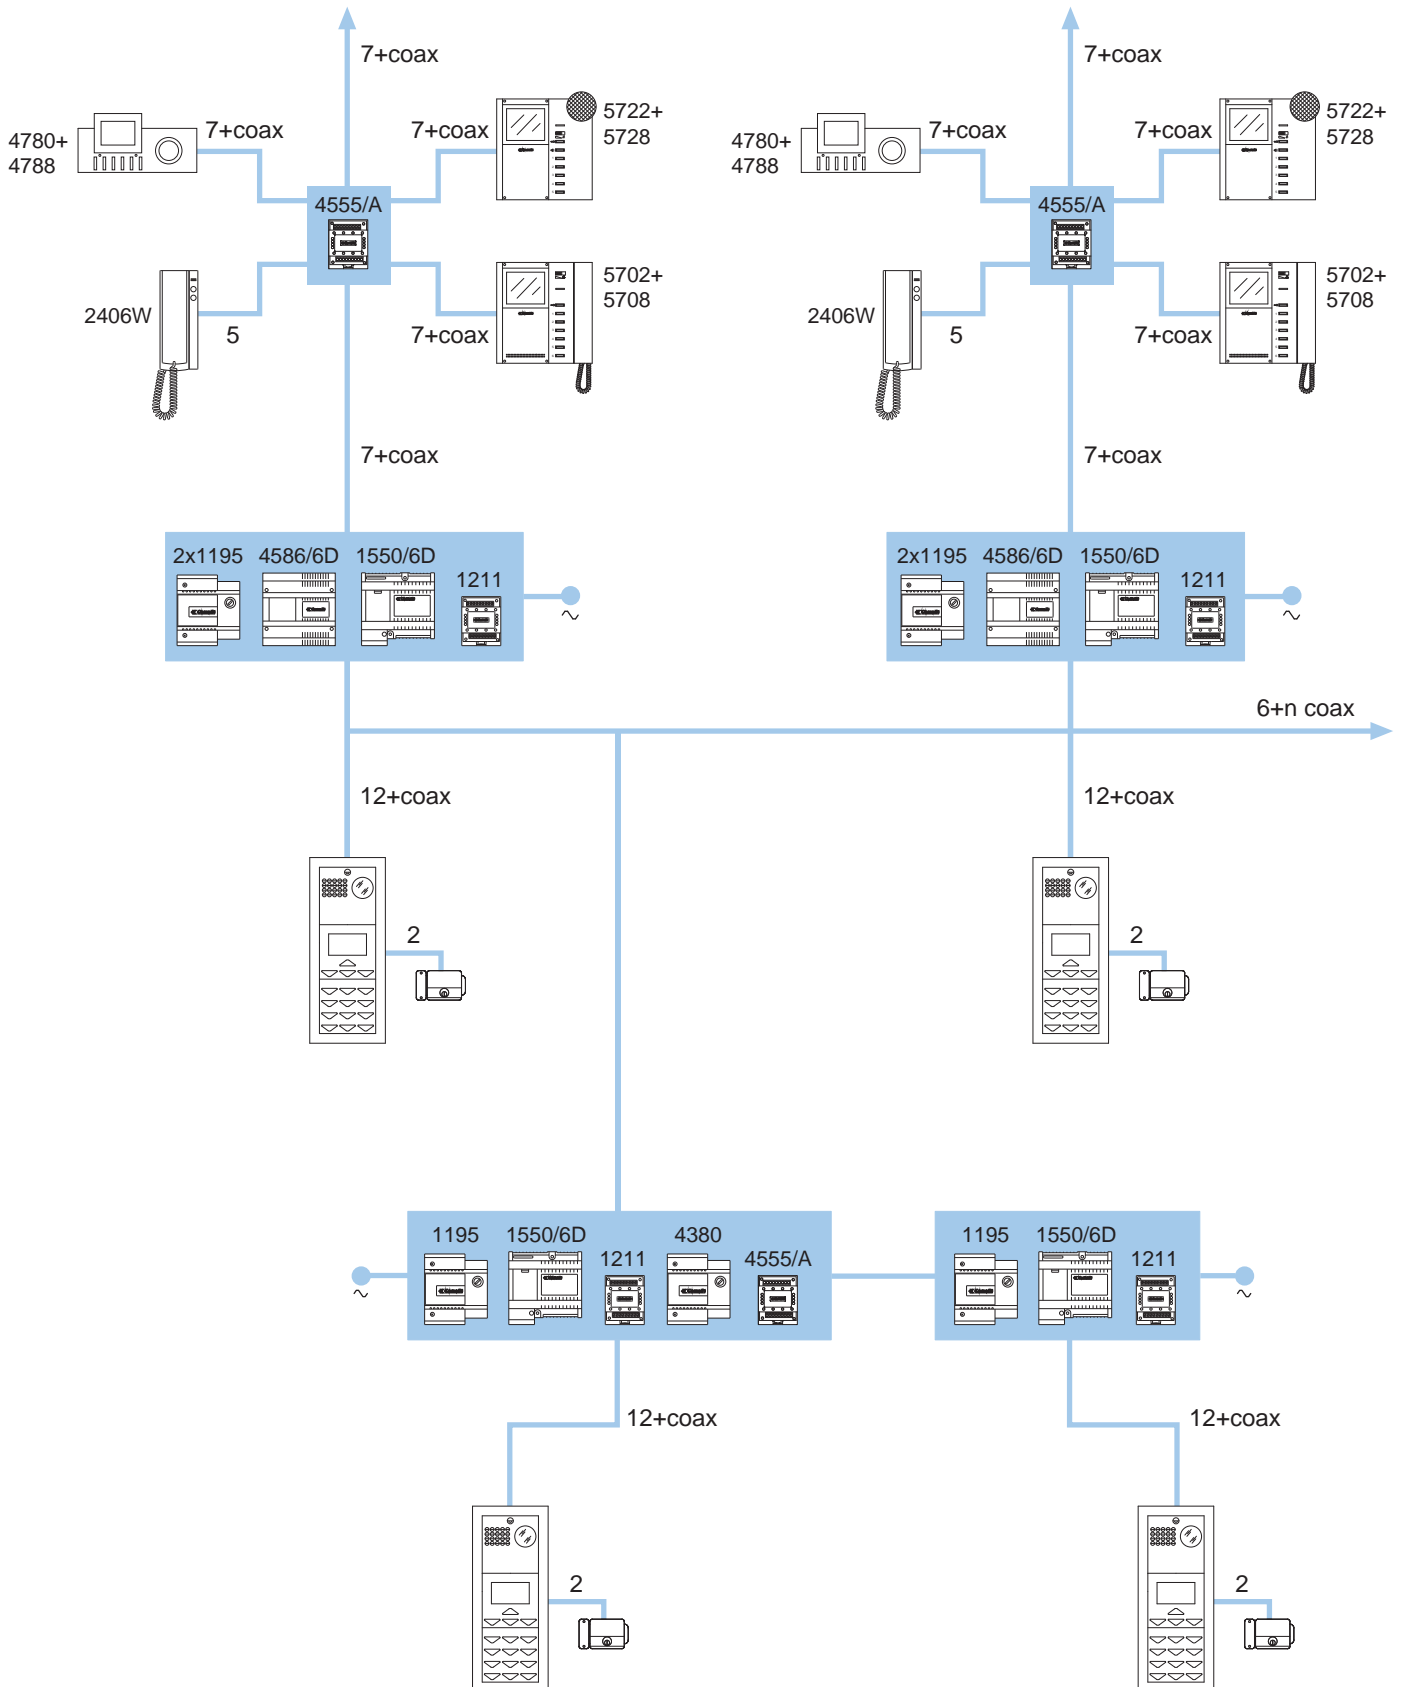 7+coax
7+coax
4780+
4788
7+coax
7+coax
5722+
5728
4780+
4788
7+coax
7+coax
5722+
5728
4555/A
4555/A
2406W
5
7+coax
5702+
5708
2406W
5
7+coax
5702+
5708
7+coax
7+coax
2x1195 4586/6D 1550/6D
1211
~
2x1195 4586/6D 1550/6D
1211
~
6+n coax
12+coax
12+coax
2
2
~
1195 1550/6D
1211
4380
4555/A
1195 1550/6D
1211
~
12+coax
12+coax
2
2